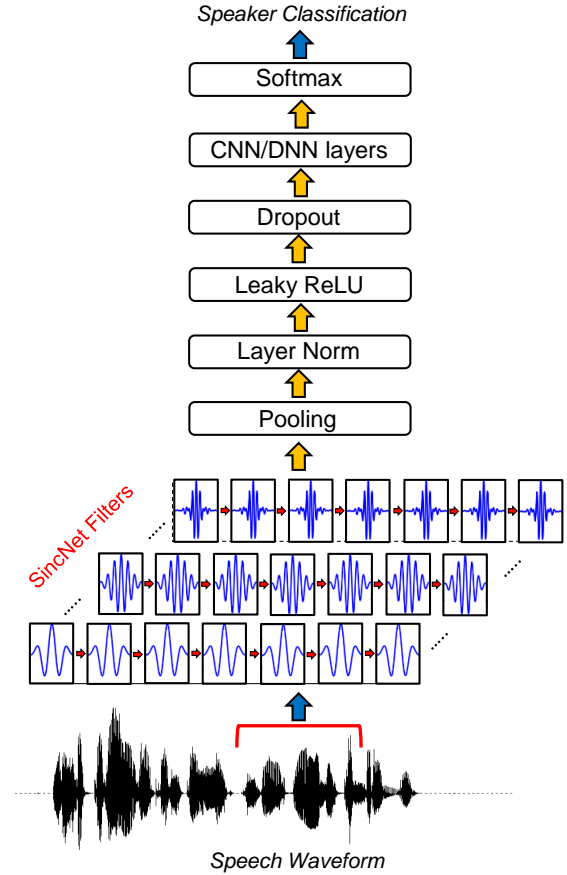 Speaker Classification
Softmax
CNN/DNN layers
Dropout
Leaky ReLU
Layer Norm
Pooling
SincNet Filters
Speech Waveform